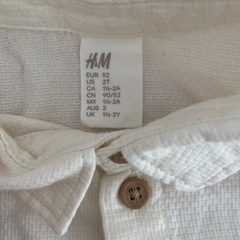 H&M
EUR 92
US 2T
CA 1½-2A
CN 90/52
MX 1½-2A
AUS 2
UK 1½-2Y